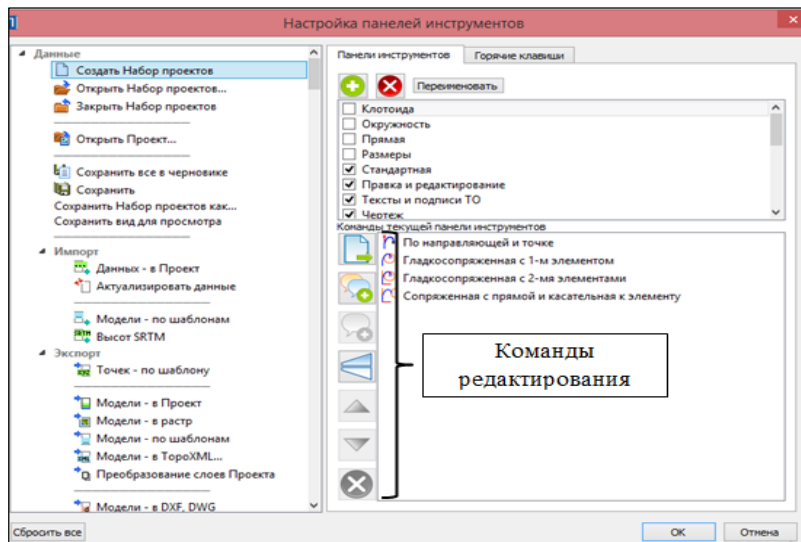 Настройка панелей инструментов
Данные
Создать Набор проектов
Открыть Набор проектов...
Закрыть Набор проектов
Открыть Проект...
Сохранить все в черновике
Сохранить
Сохранить Набор проектов как...
Сохранить вид для просмотра
Импорт
Данных - в Проект
Актуализировать данные
Модели - по шаблонам
Высот SRTM
Экспорт
Точек - по шаблону
Модели - в Проект
Модели - в растр
Модели - по шаблонам
Модели - в TopoXML...
Преобразование слоев Проекта
Модели - в DXF, DWG
Сбросить все
Панели инструментов
Горячие клавиши
Переименовать
Клотоида
Окружность
Прямая
Размеры
Стандартная
Правка и редактирование
Тексты и подписи ТО
Чертеж
Команды текущей панели инструментов
По направляющей и точке
Гладкосопряженная с 1-м элементом
Гладкосопряженная с 2-мя элементами
Сопряженная с прямой и касательная к элементу
Команды
редактирования
ОК
Отмена